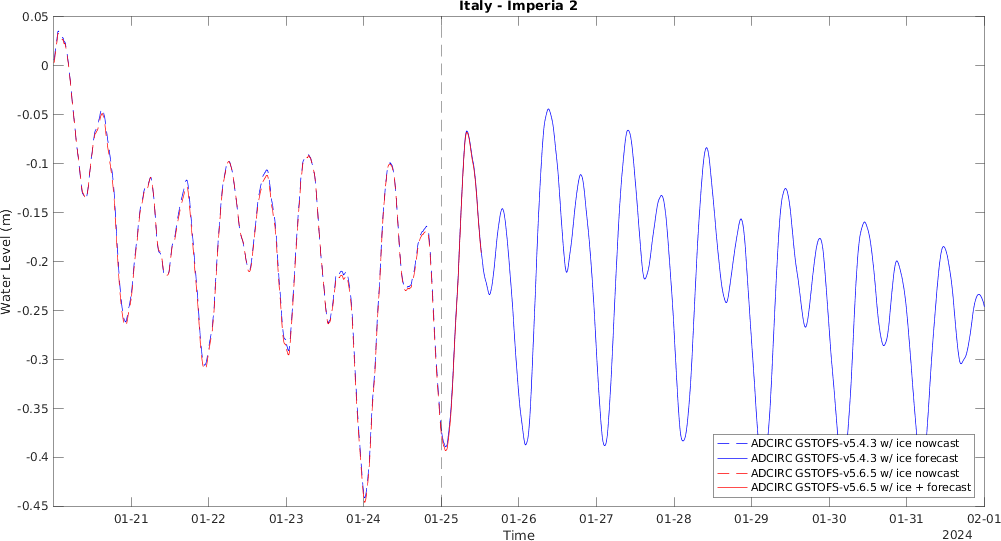 Italy - Imperia 2
0.05
0
-0.05
-0.1
-0.15
-0.2
-0.25
-0.3
-0.35
-0.4
-0.45
Water Level (m)
ADCIRC GSTOFS-v5.4.3 w/ ice nowcast
ADCIRC GSTOFS-v5.4.3 w/ ice forecast
ADCIRC GSTOFS-v5.6.5 w/ ice nowcast
ADCIRC GSTOFS-v5.6.5 w/ ice + forecast
01-21 01-22 01-23 01-24 01-25 01-26 01-27 01-28 01-29 01-30 01-31 02-01
Time 2024